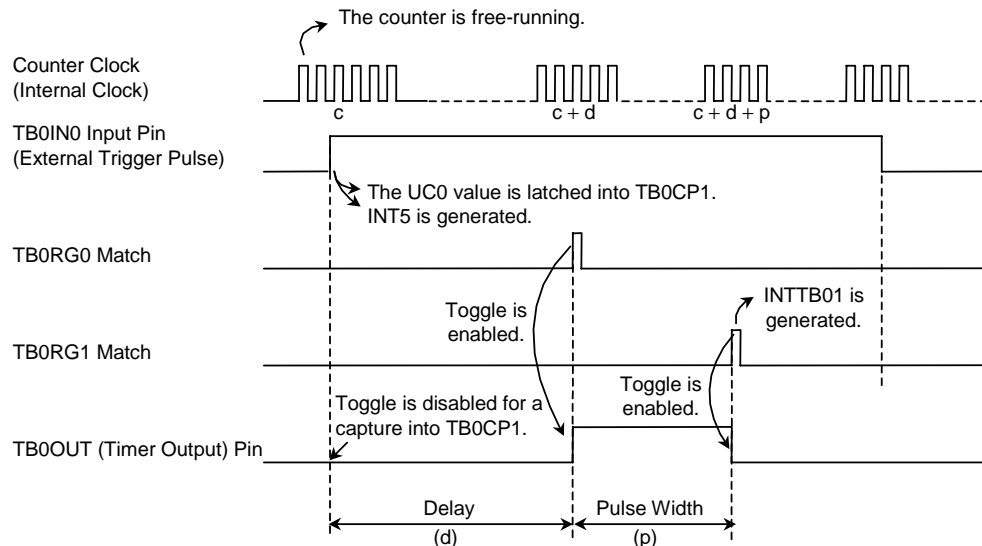 The counter is free-running.
Counter Clock
(Internal Clock)
c
c + d
c + d + p
TB0IN0 Input Pin
(External Trigger Pulse)
The UC0 value is latched into TB0CP1.
INT5 is generated.
TB0RG0 Match
Toggle is
enabled.
INTTB01 is
generated.
TB0RG1 Match
Toggle is
enabled.
Toggle is disabled for a
capture into TB0CP1.
TB0OUT (Timer Output) Pin
Delay
(d)
Pulse Width
(p)